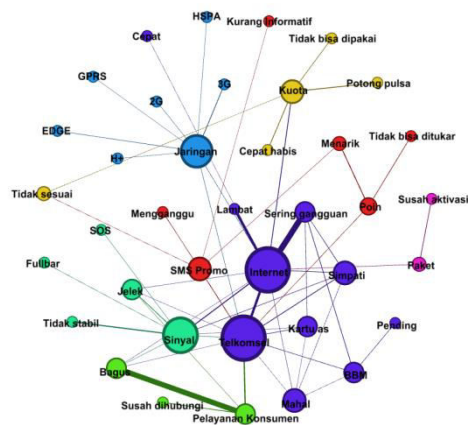 HSPA
Kurang Informatif
Cepat
Tidak bisa dipakai
GPRS
3G
Kuota
Potong pulsa
2G
EDGE
Jaringan
Menarik
Tidak bisa ditukar
H+
Cepat habis
Tidak sesuai
Mengganggu
Lambat
Sering gangguan
Poin
Susah aktivasi
SOS
Fullbar
SMS Promo
Internet
Simpati
Paket
Jelek
Tidak stabil
Sinyal
Telkomsel
Kartu as
Pending
Bagus
BBM
Susah dihubungi
Mahal
Pelayanan Konsumen